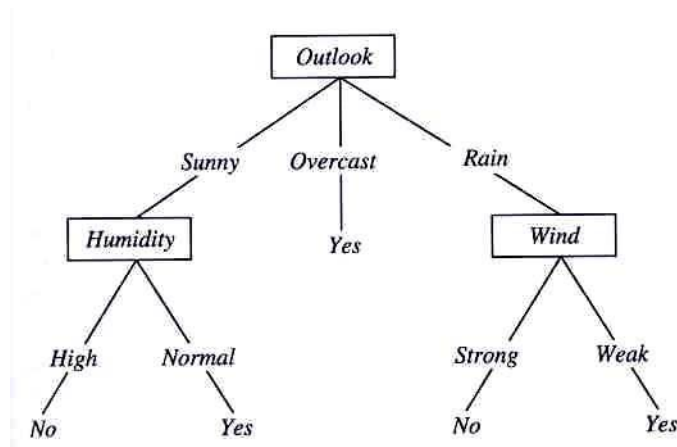 Outlook
Sunny Overcast Rain
Humidity Yes Wind
High Normal Strong Weak
No Yes No Yes